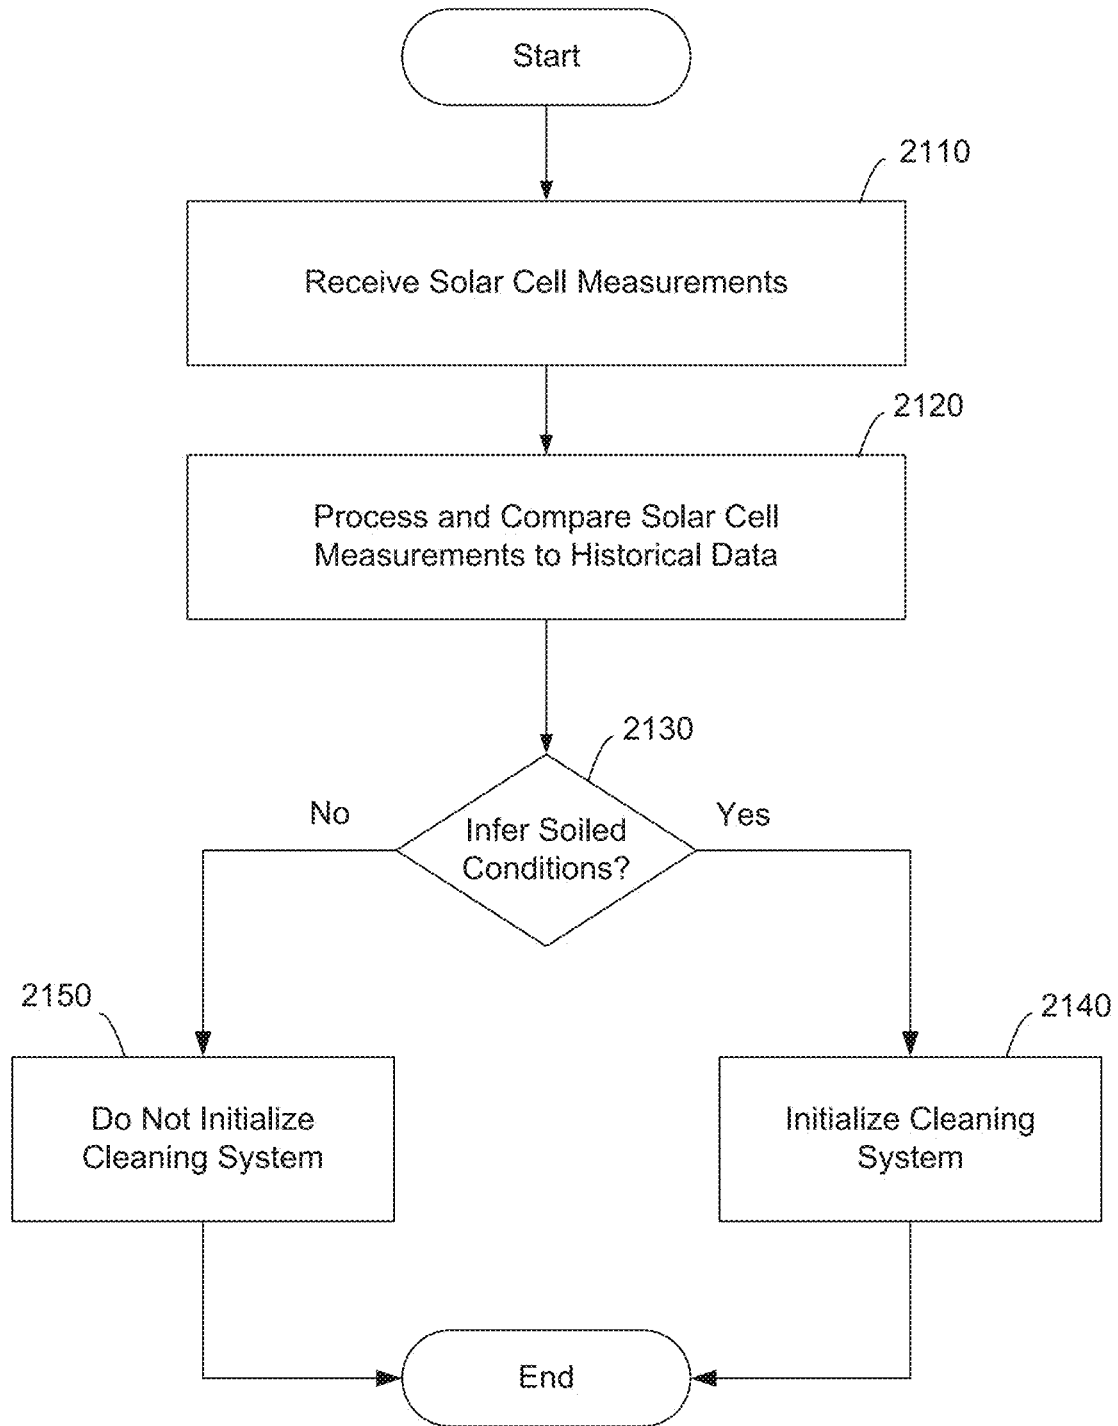 Start
2110
Receive Solar Cell Measurements
2120
Process and Compare Solar Cell
Measurements to Historical Data
2130
No
Yes
Infer Soiled
Conditions?
2150
2140
Do Not Initialize
Cleaning System
Initialize Cleaning
System
End